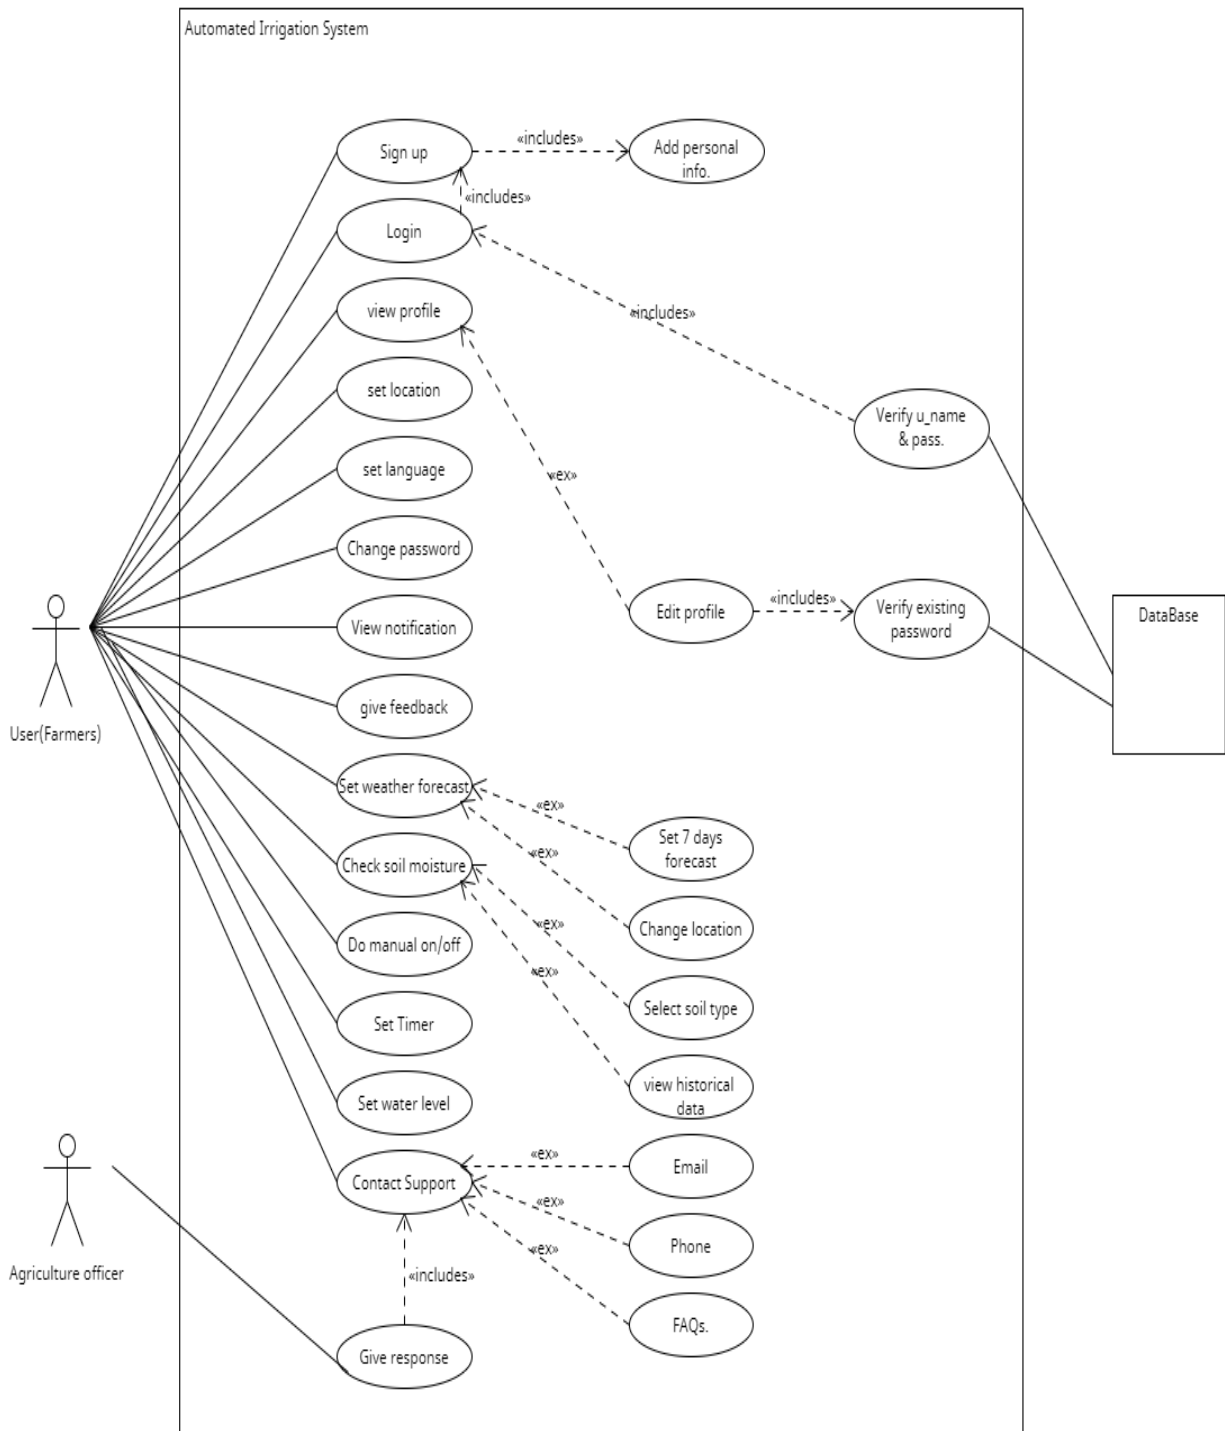 Automated Irrigation System
Sign up
«includes»
Add personal
info.
«includes»
Login
view profile
«includes»
set location
Verify u_name
& pass.
set language
«ex»
Change password
View notification
Edit profile
«includes»
Verify existing
password
DataBase
give feedback
User(Farmers)
Set weather forecast
«ex»
Set 7 days
forecast
«ex»
Check soil moisture
Change location
«ex»
Do manual on/off
«ex»
Select soil type
Set Timer
view historical
data
Set water level
«ex»
Email
Contact Support
«ex»
Phone
«ex»
Agriculture officer
«includes»
FAQs.
Give response